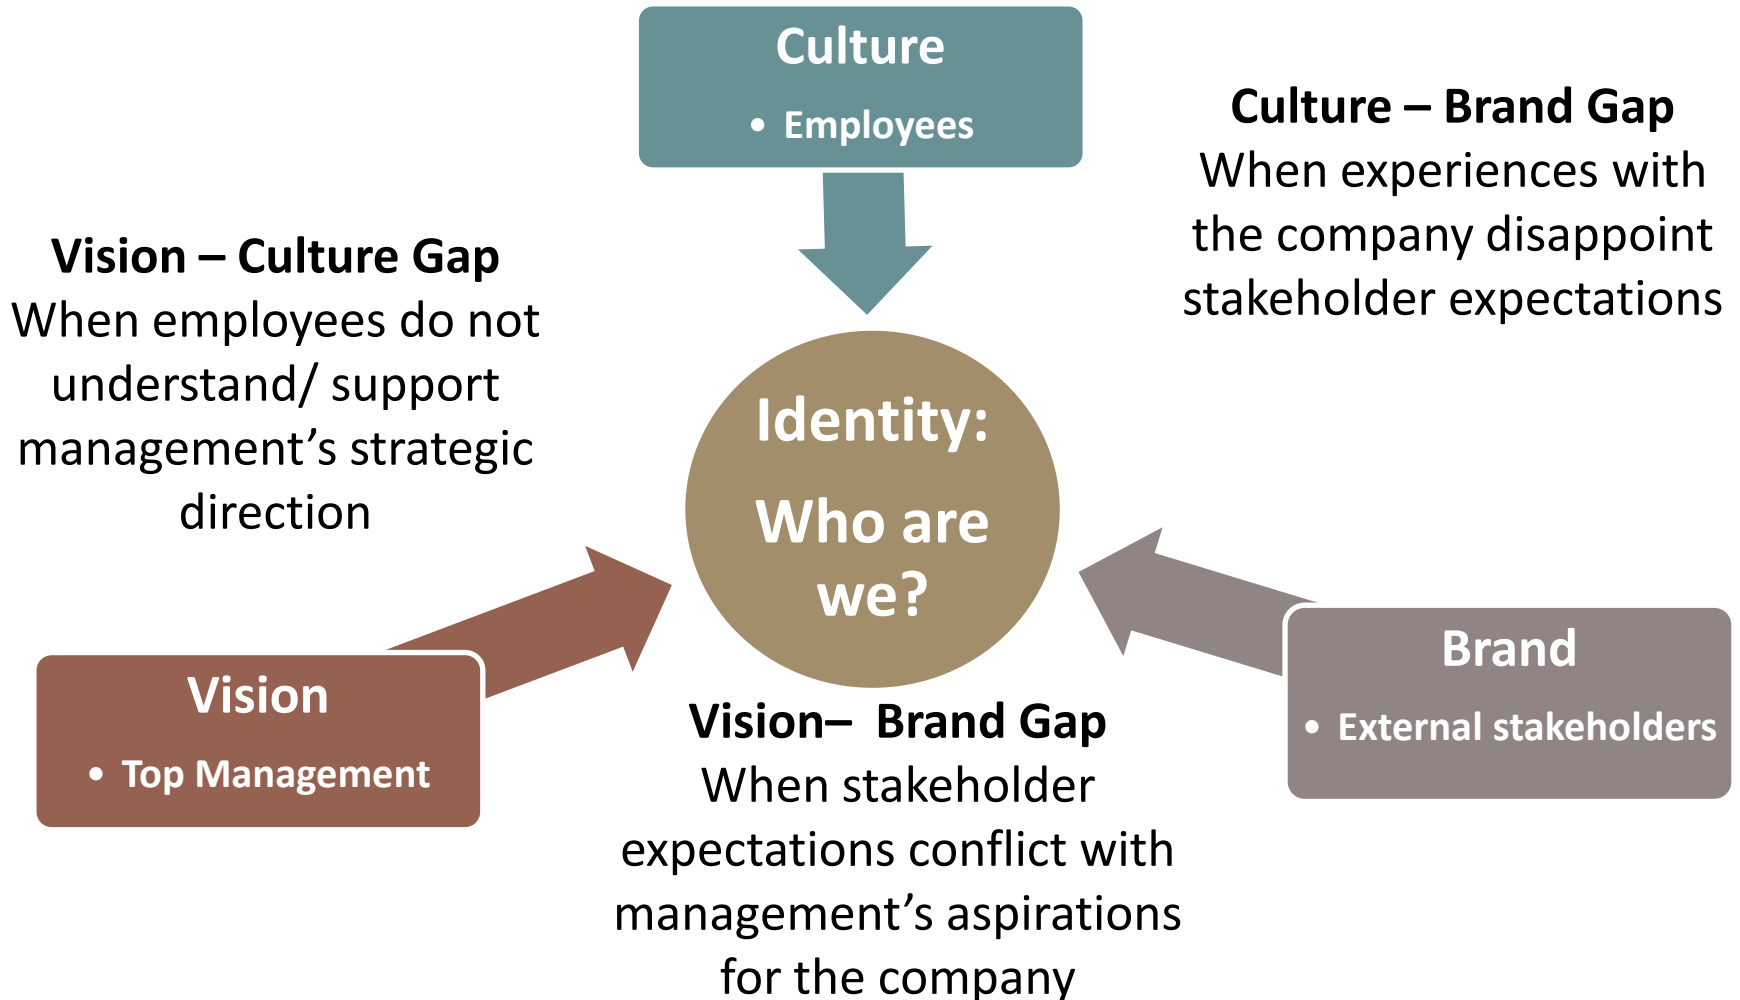 Culture
• Employees
Culture – Brand Gap
When experiences with
the company disappoint
stakeholder expectations
Vision – Culture Gap
When employees do not
understand/ support
management’s strategic
direction
Identity:
Who are
we?
Vision
• Top Management
Brand
• External stakeholders
Vision–  Brand Gap
When stakeholder
expectations conflict with
management’s aspirations
for the company